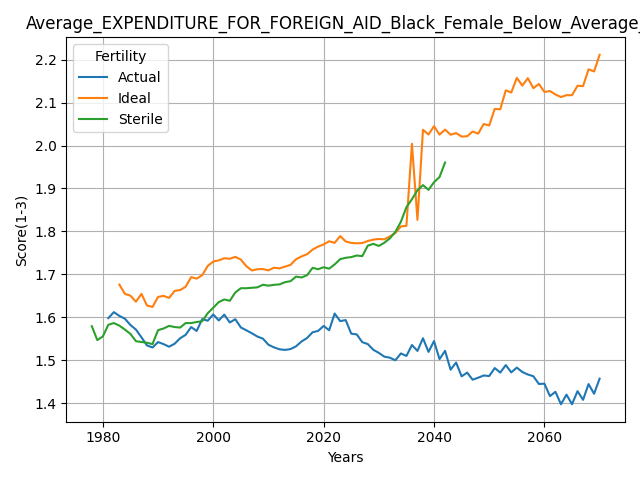 Average_EXPENDITURE_FOR_FOREIGN_AID_Black_Female_Below_Average_
Fertility
Actual
Ideal
Sterile
Score(1-3)
2.2
2.1
2.0
1.9
1.8
1.7
1.6
1.5
1.4
1980
2000
2020
2040
2060
Years